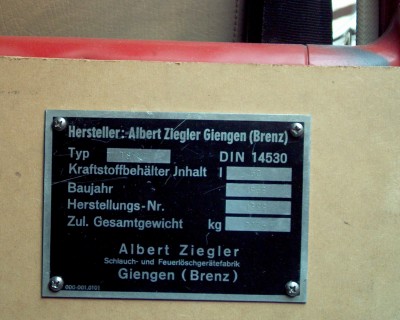 Hersteller: Albert Ziegler Giengen (Brenz)
Typ DIN 14530
Kraftstoffbehälter Jnhalt l
Baujahr
Herstellungs-Nr.
Zul. Gesamtgewicht kg
Albert Ziegler
Schlauch- und Feuerlöschgerätefabrik
Giengen (Brenz)